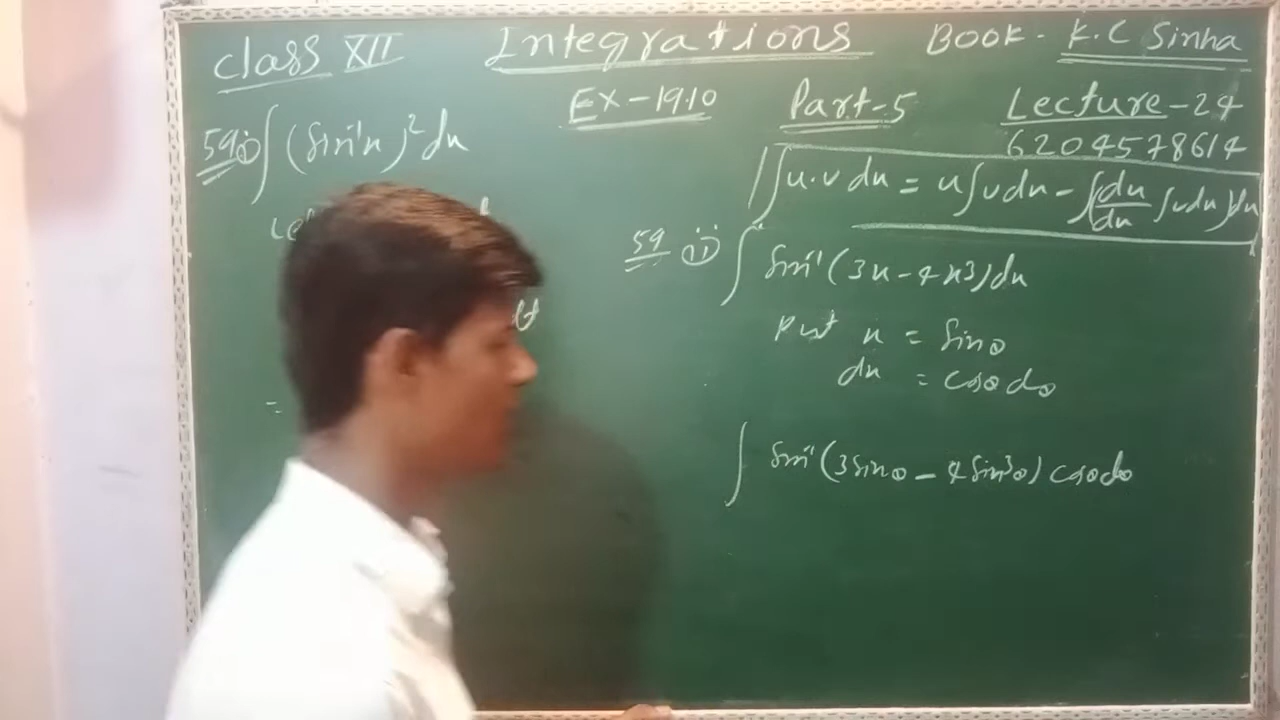 Class XII Integrations BOOK - K.C Sinha
EX-19.10 Part-5 Lecture-24
6204578614
59 (i) ∫(Sin⁻¹x)² dx
∫u.v dx = u∫v dx - ∫(du/dx ∫v dx) dx
59 (ii) ∫ Sin⁻¹(3x - 4x³) dx
Put x = Sinθ
dx = cosθ dθ
∫ Sin⁻¹(3Sinθ - 4Sin³θ) cosθ dθ
=